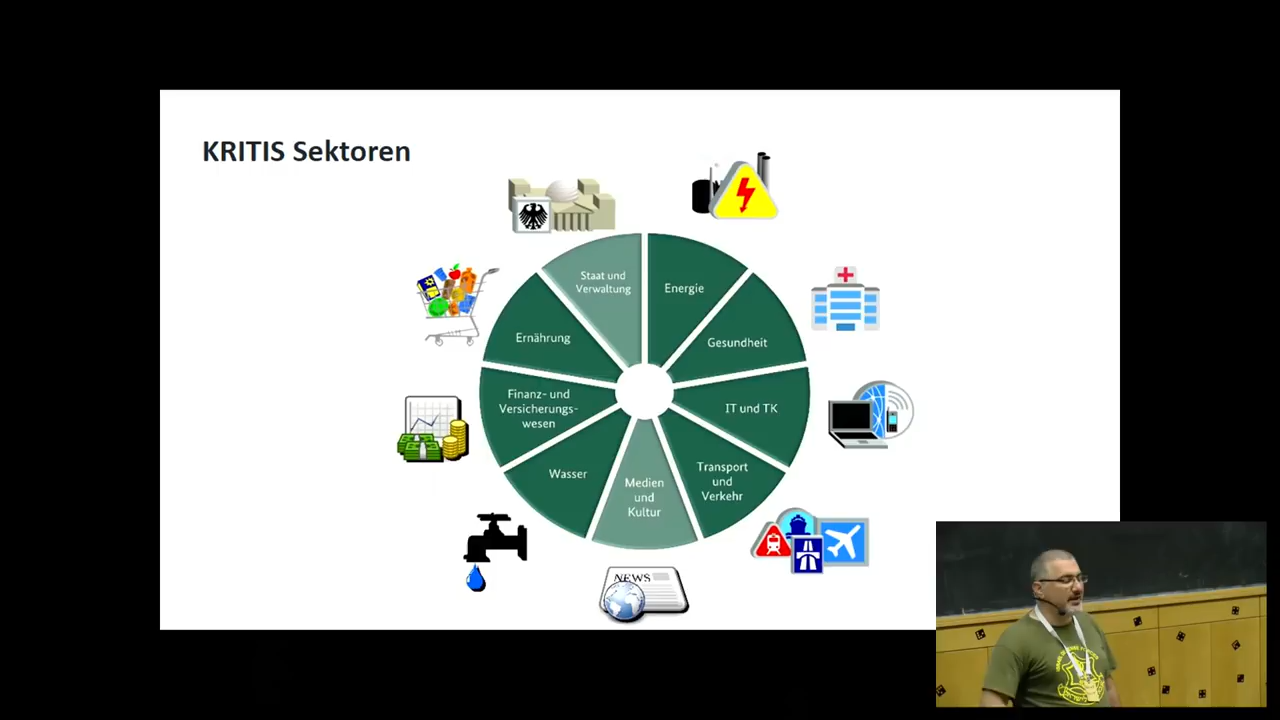 KRITIS Sektoren
Staat und
Verwaltung
Energie
Gesundheit
IT und TK
Transport
und
Verkehr
Medien
und
Kultur
Wasser
Finanz- und
Versicherungs-
wesen
Ernährung
NEWS